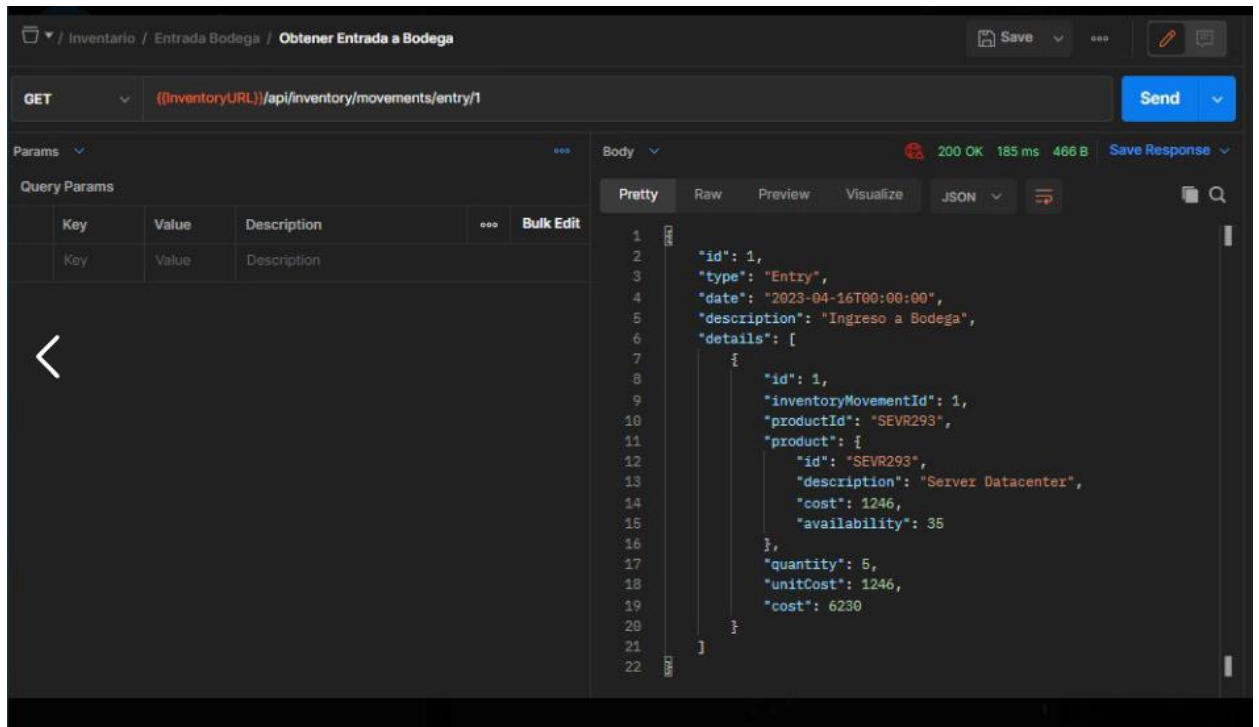 / Inventario / Entrada Bodega / Obtener Entrada a Bodega
Save
GET
{{InventoryURL}}/api/inventory/movements/entry/1
Send
Params
Body
200 OK 185 ms 466 B
Save Response
Query Params
Pretty Raw Preview Visualize JSON
Key Value Description Bulk Edit
Key Value Description
1 {
2 "id": 1,
3 "type": "Entry",
4 "date": "2023-04-16T00:00:00",
5 "description": "Ingreso a Bodega",
6 "details": [
7 {
8 "id": 1,
9 "inventoryMovementId": 1,
10 "productId": "SEVR293",
11 "product": {
12 "id": "SEVR293",
13 "description": "Server Datacenter",
14 "cost": 1246,
15 "availability": 35
16 },
17 "quantity": 5,
18 "unitCost": 1246,
19 "cost": 6230
20 }
21 ]
22 }